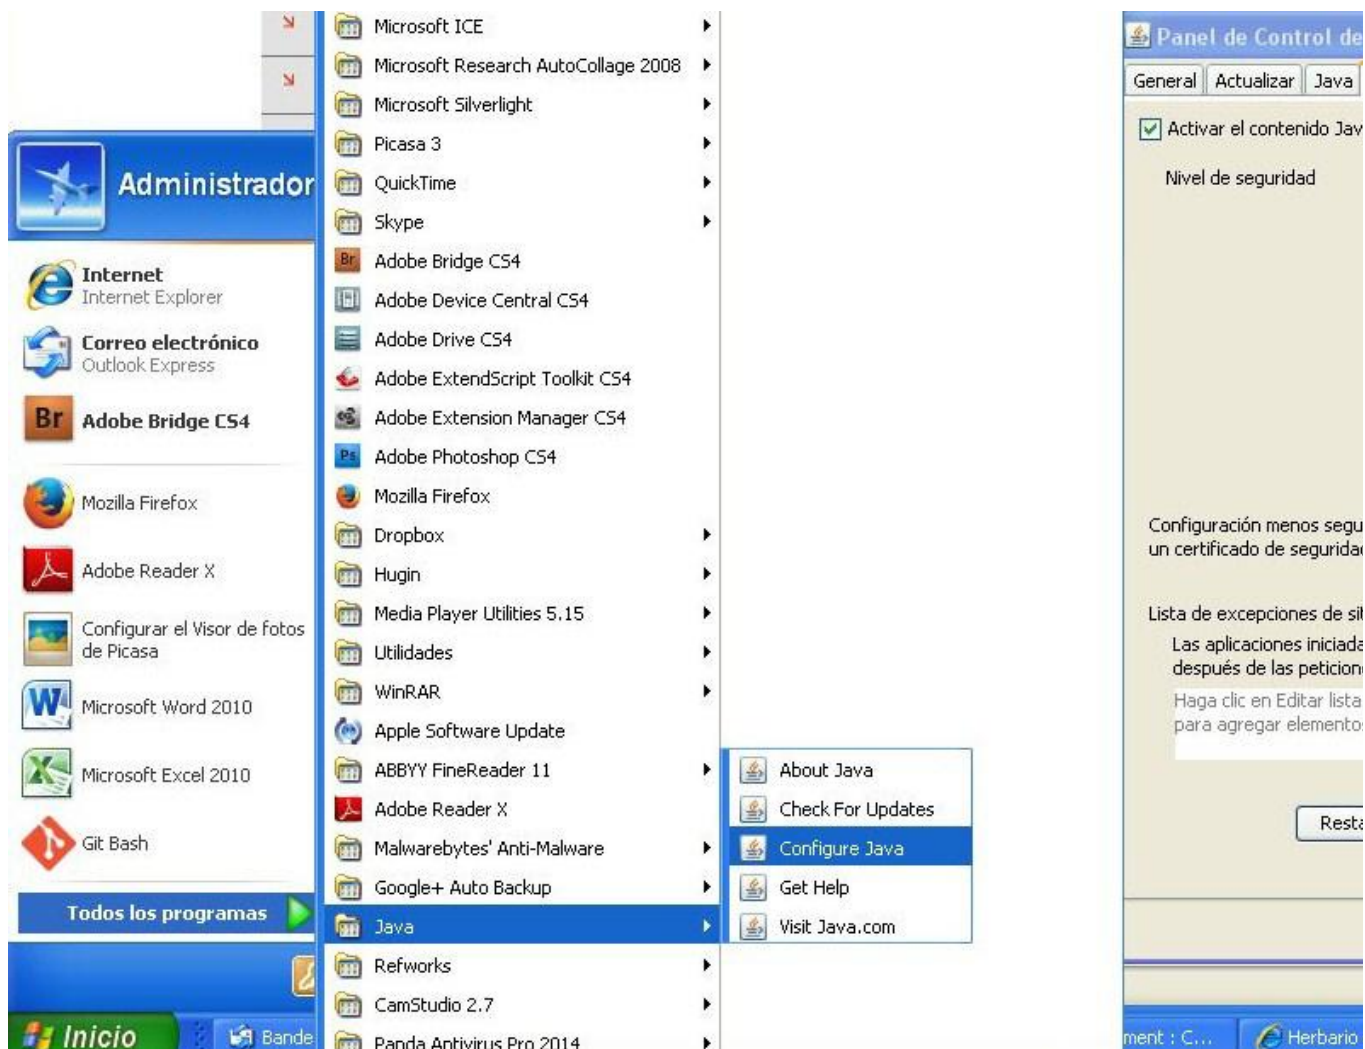 Administrador
Internet
Internet Explorer
Correo electrónico
Outlook Express
Br
Adobe Bridge CS4
Mozilla Firefox
Adobe Reader X
Configurar el Visor de fotos
de Picasa
Microsoft Word 2010
Microsoft Excel 2010
Git Bash
Todos los programas
Inicio
Bande
Microsoft ICE
Microsoft Research AutoCollage 2008
Microsoft Silverlight
Picasa 3
QuickTime
Skype
Br Adobe Bridge CS4
Adobe Device Central CS4
Adobe Drive CS4
Adobe ExtendScript Toolkit CS4
Adobe Extension Manager CS4
Ps Adobe Photoshop CS4
Mozilla Firefox
Dropbox
Hugin
Media Player Utilities 5.15
Utilidades
WinRAR
Apple Software Update
ABBYY FineReader 11
Adobe Reader X
Malwarebytes' Anti-Malware
Google+ Auto Backup
Java
Refworks
CamStudio 2.7
Panda Antivirus Pro 2014
About Java
Check For Updates
Configure Java
Get Help
Visit Java.com
Panel de Control de
General Actualizar Java
Activar el contenido Jav
Nivel de seguridad
Configuración menos segu
un certificado de seguridad
Lista de excepciones de sit
Las aplicaciones iniciada
después de las peticione
Haga clic en Editar lista
para agregar elementos
Resta
ment : C... Herbario